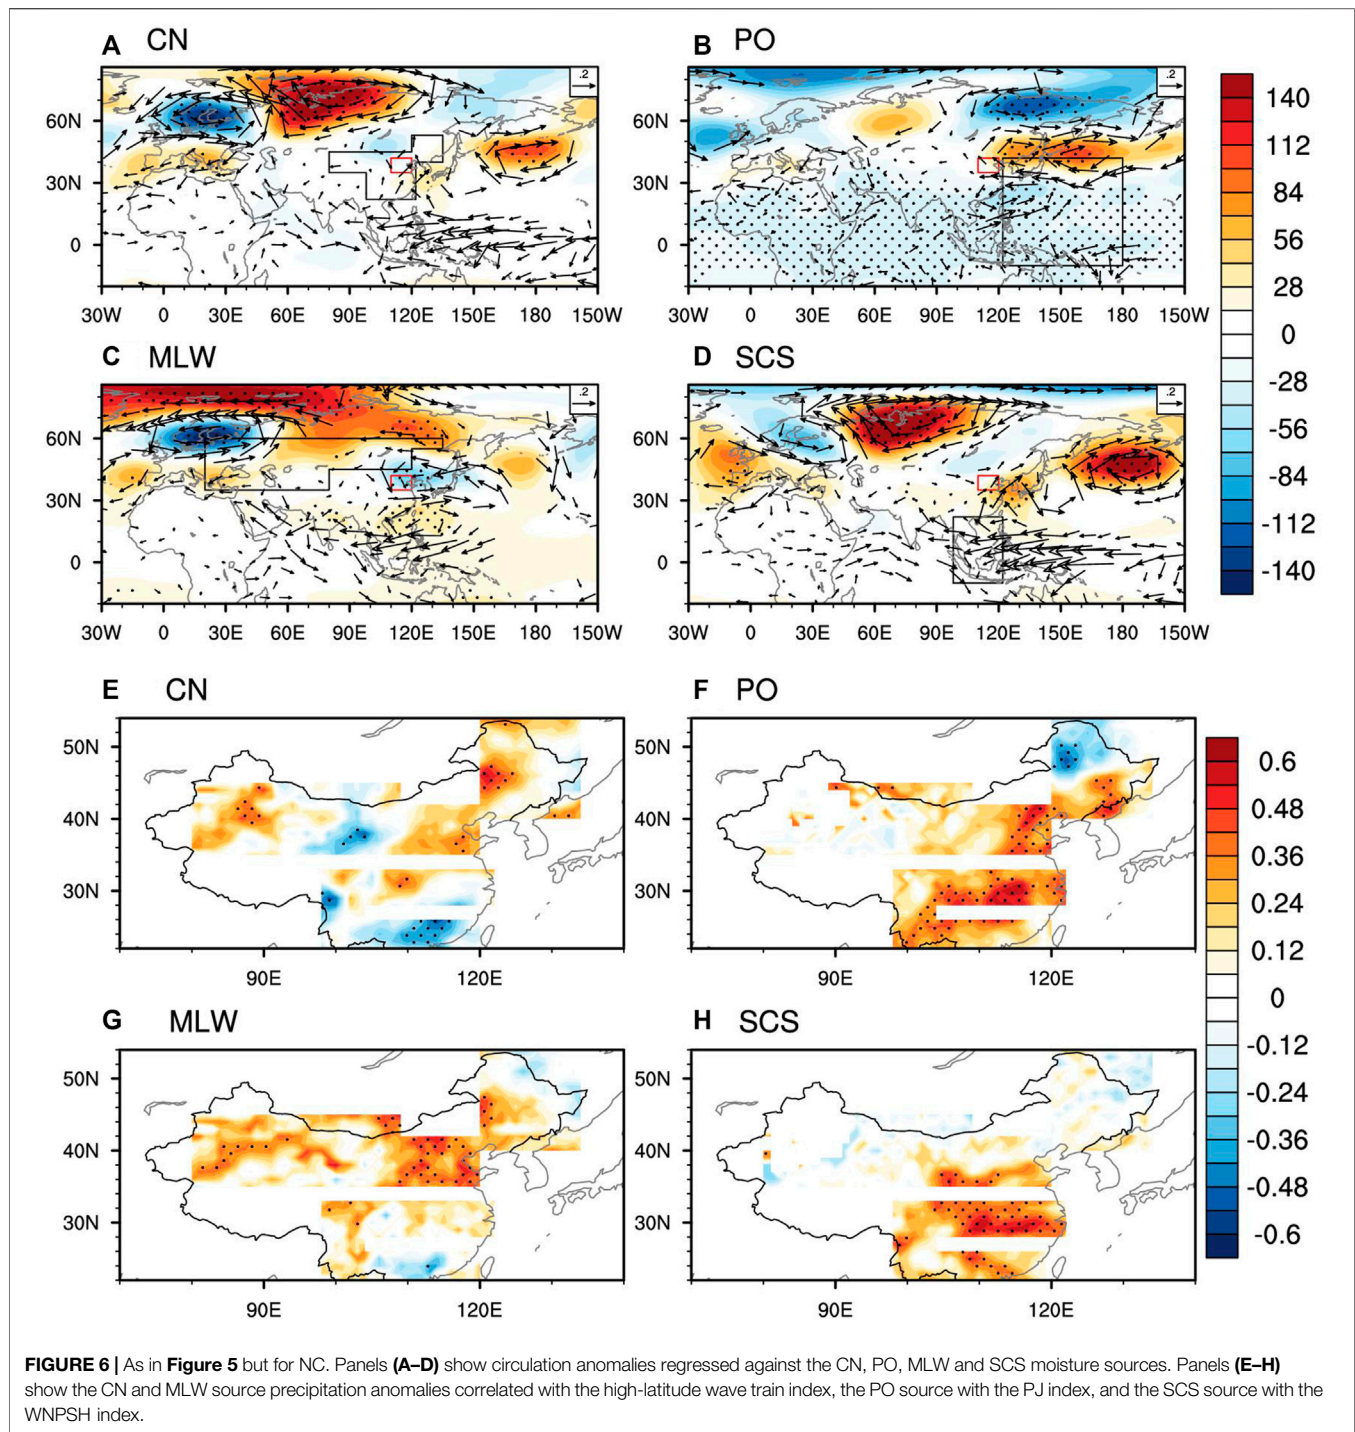 A CN
B PO
.2
.2
60N
30N
0
60N
30N
0
30W 0 30E 60E 90E 120E 150E 180 150W
30W 0 30E 60E 90E 120E 150E 180 150W
C MLW
D SCS
.2
.2
60N
30N
0
60N
30N
0
30W 0 30E 60E 90E 120E 150E 180 150W
30W 0 30E 60E 90E 120E 150E 180 150W
140
112
84
56
28
0
-28
-56
-84
-112
-140
E CN
F PO
50N
40N
30N
50N
40N
30N
90E 120E
90E 120E
G MLW
H SCS
50N
40N
30N
50N
40N
30N
90E 120E
90E 120E
0.6
0.48
0.36
0.24
0.12
0
-0.12
-0.24
-0.36
-0.48
-0.6
FIGURE 6 | As in Figure 5 but for NC. Panels (A–D) show circulation anomalies regressed against the CN, PO, MLW and SCS moisture sources. Panels (E–H)
show the CN and MLW source precipitation anomalies correlated with the high-latitude wave train index, the PO source with the PJ index, and the SCS source with the
WNPSH index.